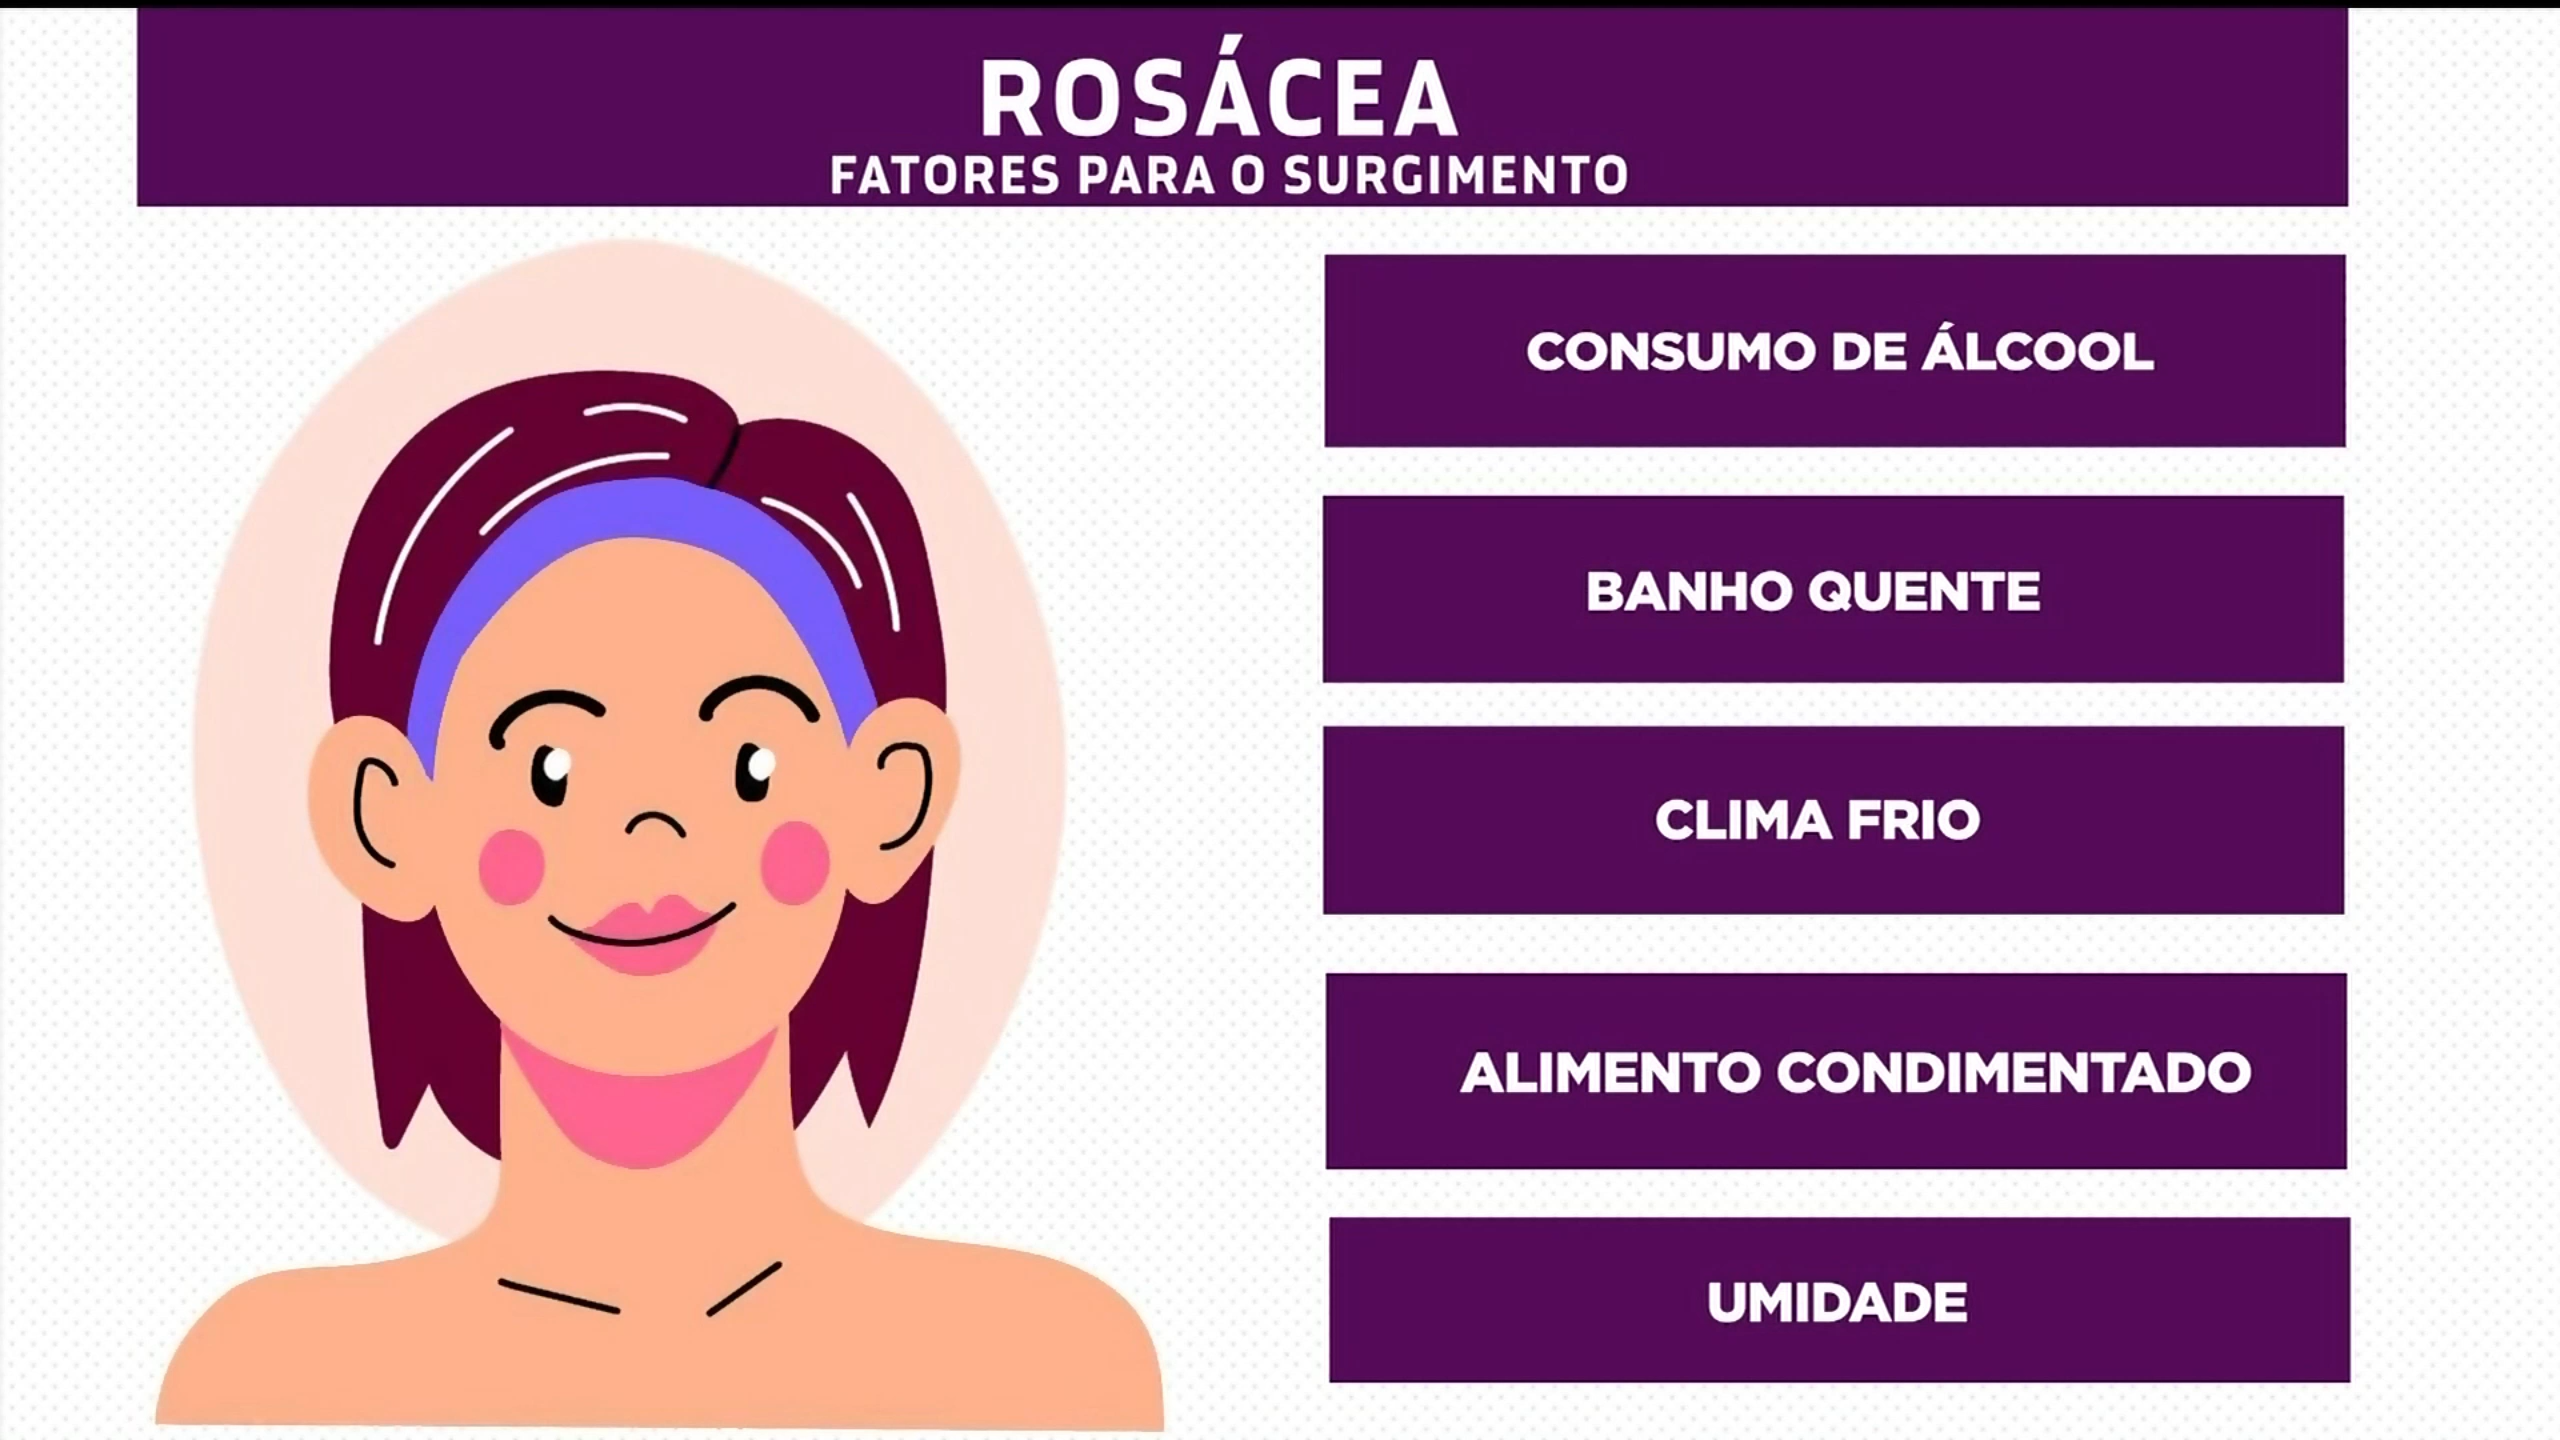 ROSÁCEA
FATORES PARA O SURGIMENTO
CONSUMO DE ÁLCOOL
BANHO QUENTE
CLIMA FRIO
ALIMENTO CONDIMENTADO
UMIDADE